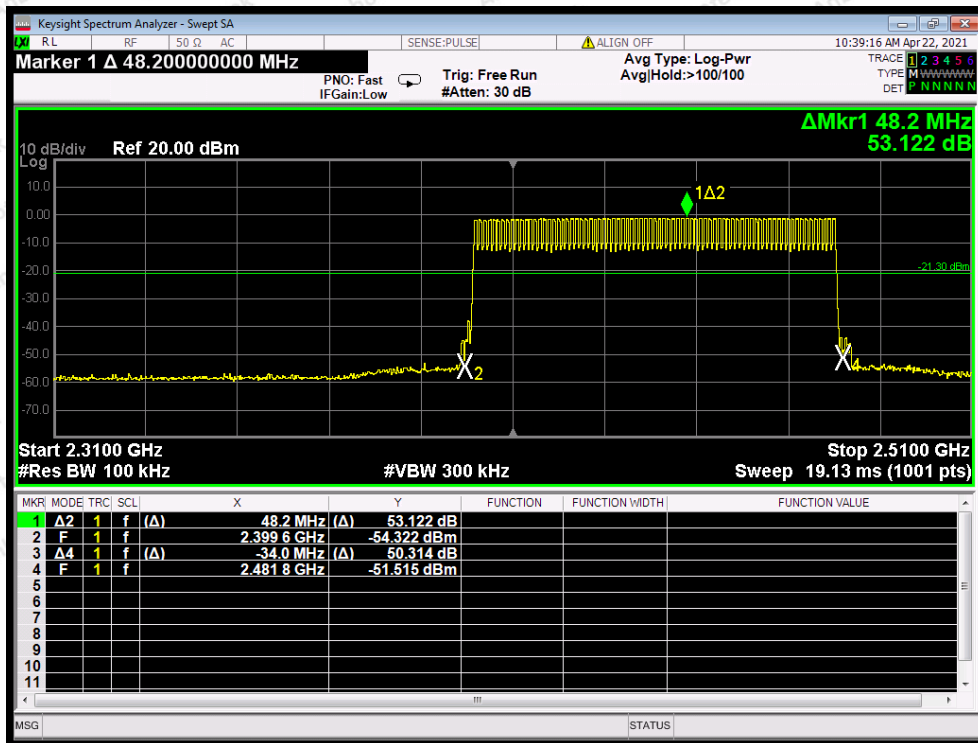 Keysight Spectrum Analyzer - Swept SA
LXI RL RF 50 Ω AC SENSE:PULSE ALIGN OFF 10:39:16 AM Apr 22, 2021
Marker 1 Δ 48.200000000 MHz
PNO: Fast
IFGain:Low
Trig: Free Run
#Atten: 30 dB
Avg Type: Log-Pwr
Avg|Hold:>100/100
TRACE 1 2 3 4 5 6
TYPE M W W W W W
DET P N N N N N
ΔMkr1 48.2 MHz
53.122 dB
10 dB/div Ref 20.00 dBm
Log
10.0
0.00
-10.0
-20.0
-30.0
-40.0
-50.0
-60.0
-70.0
1Δ2
-21.30 dBm
2
4
Start 2.3100 GHz Stop 2.5100 GHz
#Res BW 100 kHz #VBW 300 kHz Sweep 19.13 ms (1001 pts)
MKR MODE TRC SCL X Y FUNCTION FUNCTION WIDTH FUNCTION VALUE
1 Δ2 1 f (Δ) 48.2 MHz (Δ) 53.122 dB
2 F 1 f 2.399 6 GHz -54.322 dBm
3 Δ4 1 f (Δ) -34.0 MHz (Δ) 50.314 dB
4 F 1 f 2.481 8 GHz -51.515 dBm
5
6
7
8
9
10
11
MSG STATUS